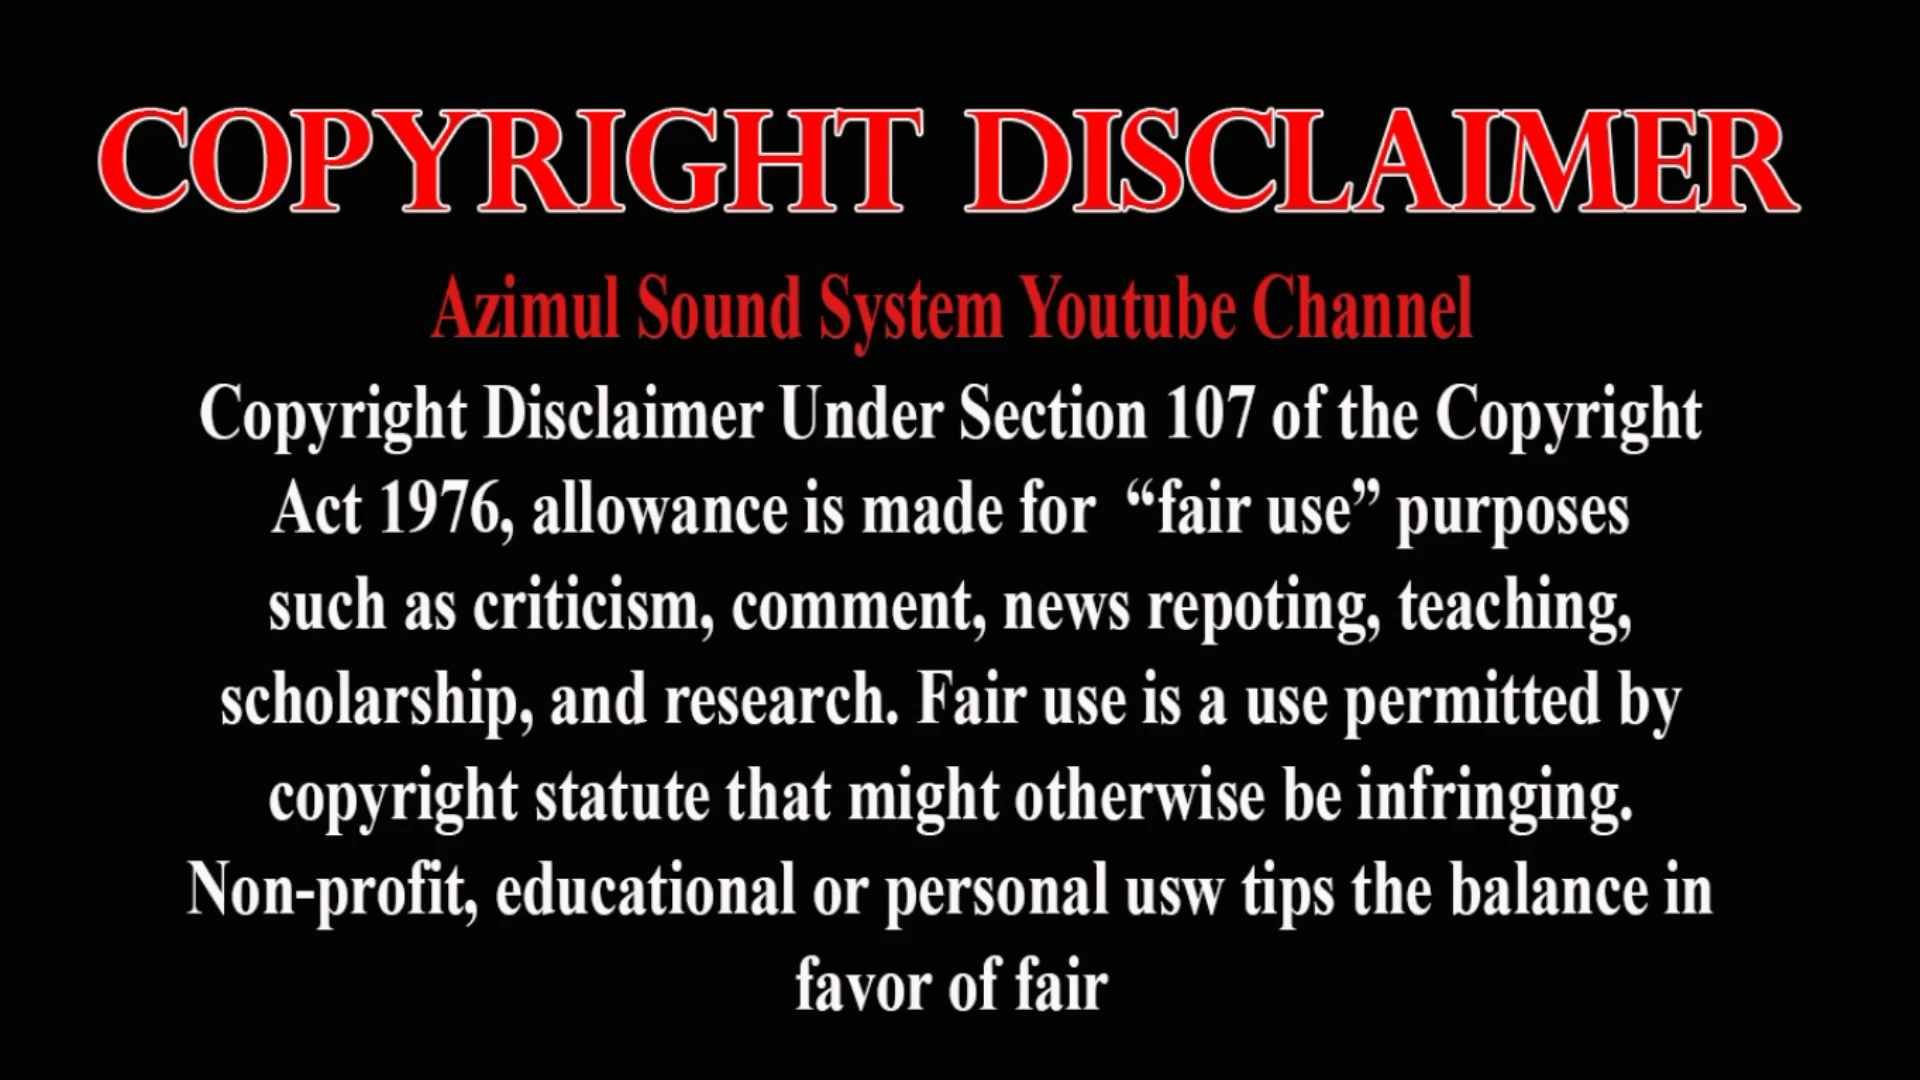 COPYRIGHT DISCLAIMER
Azimul Sound System Youtube Channel
Copyright Disclaimer Under Section 107 of the Copyright
Act 1976, allowance is made for “fair use” purposes
such as criticism, comment, news repoting, teaching,
scholarship, and research. Fair use is a use permitted by
copyright statute that might otherwise be infringing.
Non-profit, educational or personal usw tips the balance in
favor of fair